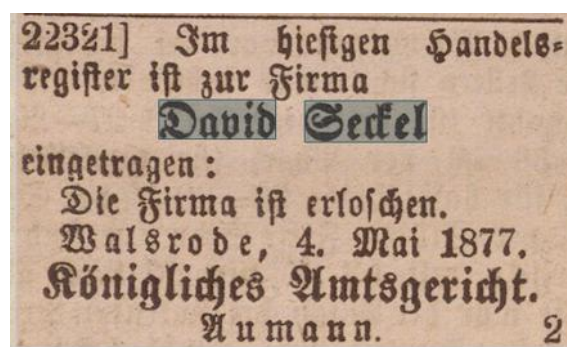 22321] Im hiesigen Handels-
register ist zur Firma
David Seckel
eingetragen:
Die Firma ist erloschen.
Walsrode, 4. Mai 1877.
Königliches Amtsgericht.
Aumann. 2